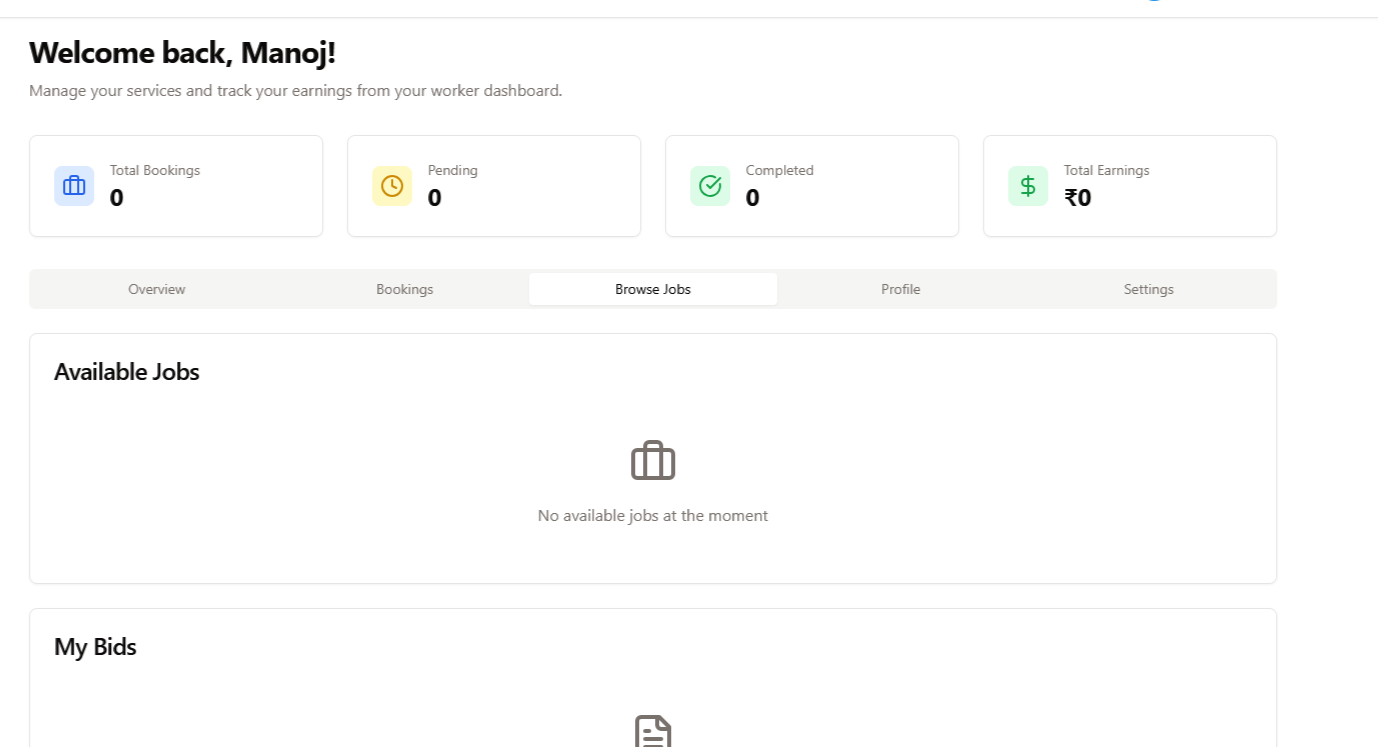 Welcome back, Manoj!
Manage your services and track your earnings from your worker dashboard.
Total Bookings
0
Pending
0
Completed
0
Total Earnings
₹0
Overview
Bookings
Browse Jobs
Profile
Settings
Available Jobs
No available jobs at the moment
My Bids